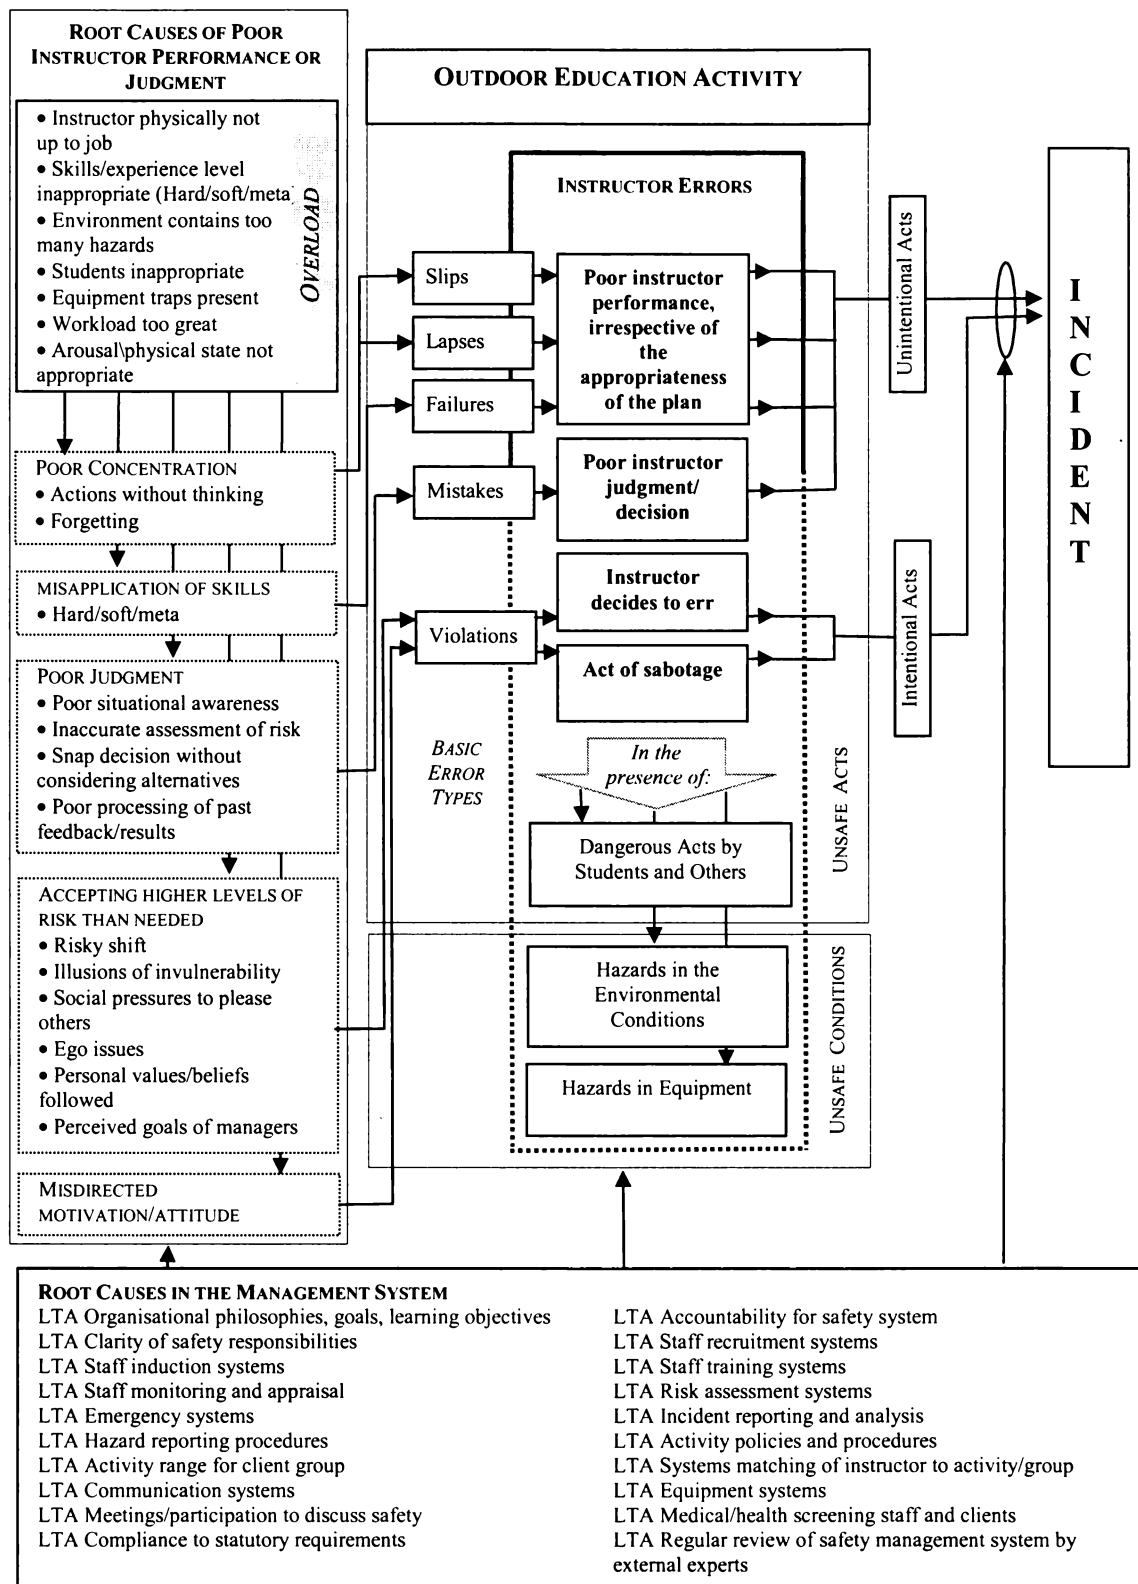 ROOT CAUSES OF POOR
INSTRUCTOR PERFORMANCE OR
JUDGMENT
• Instructor physically not
up to job
• Skills/experience level
inappropriate (Hard/soft/meta
• Environment contains too
many hazards
• Students inappropriate
• Equipment traps present
• Workload too great
• Arousal\physical state not
appropriate
OVERLOAD
POOR CONCENTRATION
• Actions without thinking
• Forgetting
MISAPPLICATION OF SKILLS
• Hard/soft/meta
POOR JUDGMENT
• Poor situational awareness
• Inaccurate assessment of risk
• Snap decision without
considering alternatives
• Poor processing of past
feedback/results
ACCEPTING HIGHER LEVELS OF
RISK THAN NEEDED
• Risky shift
• Illusions of invulnerability
• Social pressures to please
others
• Ego issues
• Personal values/beliefs
followed
• Perceived goals of managers
MISDIRECTED
MOTIVATION/ATTITUDE
OUTDOOR EDUCATION ACTIVITY
INSTRUCTOR ERRORS
Slips
Lapses
Failures
Mistakes
Violations
BASIC
ERROR
TYPES
Poor instructor
performance,
irrespective of
the
appropriateness
of the plan
Poor instructor
judgment/
decision
Instructor
decides to err
Act of sabotage
In the
presence of:
Dangerous Acts by
Students and Others
Hazards in the
Environmental
Conditions
Hazards in Equipment
UNSAFE ACTS
UNSAFE CONDITIONS
Unintentional Acts
Intentional Acts
INCIDENT
ROOT CAUSES IN THE MANAGEMENT SYSTEM
LTA Organisational philosophies, goals, learning objectives
LTA Clarity of safety responsibilities
LTA Staff induction systems
LTA Staff monitoring and appraisal
LTA Emergency systems
LTA Hazard reporting procedures
LTA Activity range for client group
LTA Communication systems
LTA Meetings/participation to discuss safety
LTA Compliance to statutory requirements
LTA Accountability for safety system
LTA Staff recruitment systems
LTA Staff training systems
LTA Risk assessment systems
LTA Incident reporting and analysis
LTA Activity policies and procedures
LTA Systems matching of instructor to activity/group
LTA Equipment systems
LTA Medical/health screening staff and clients
LTA Regular review of safety management system by
external experts